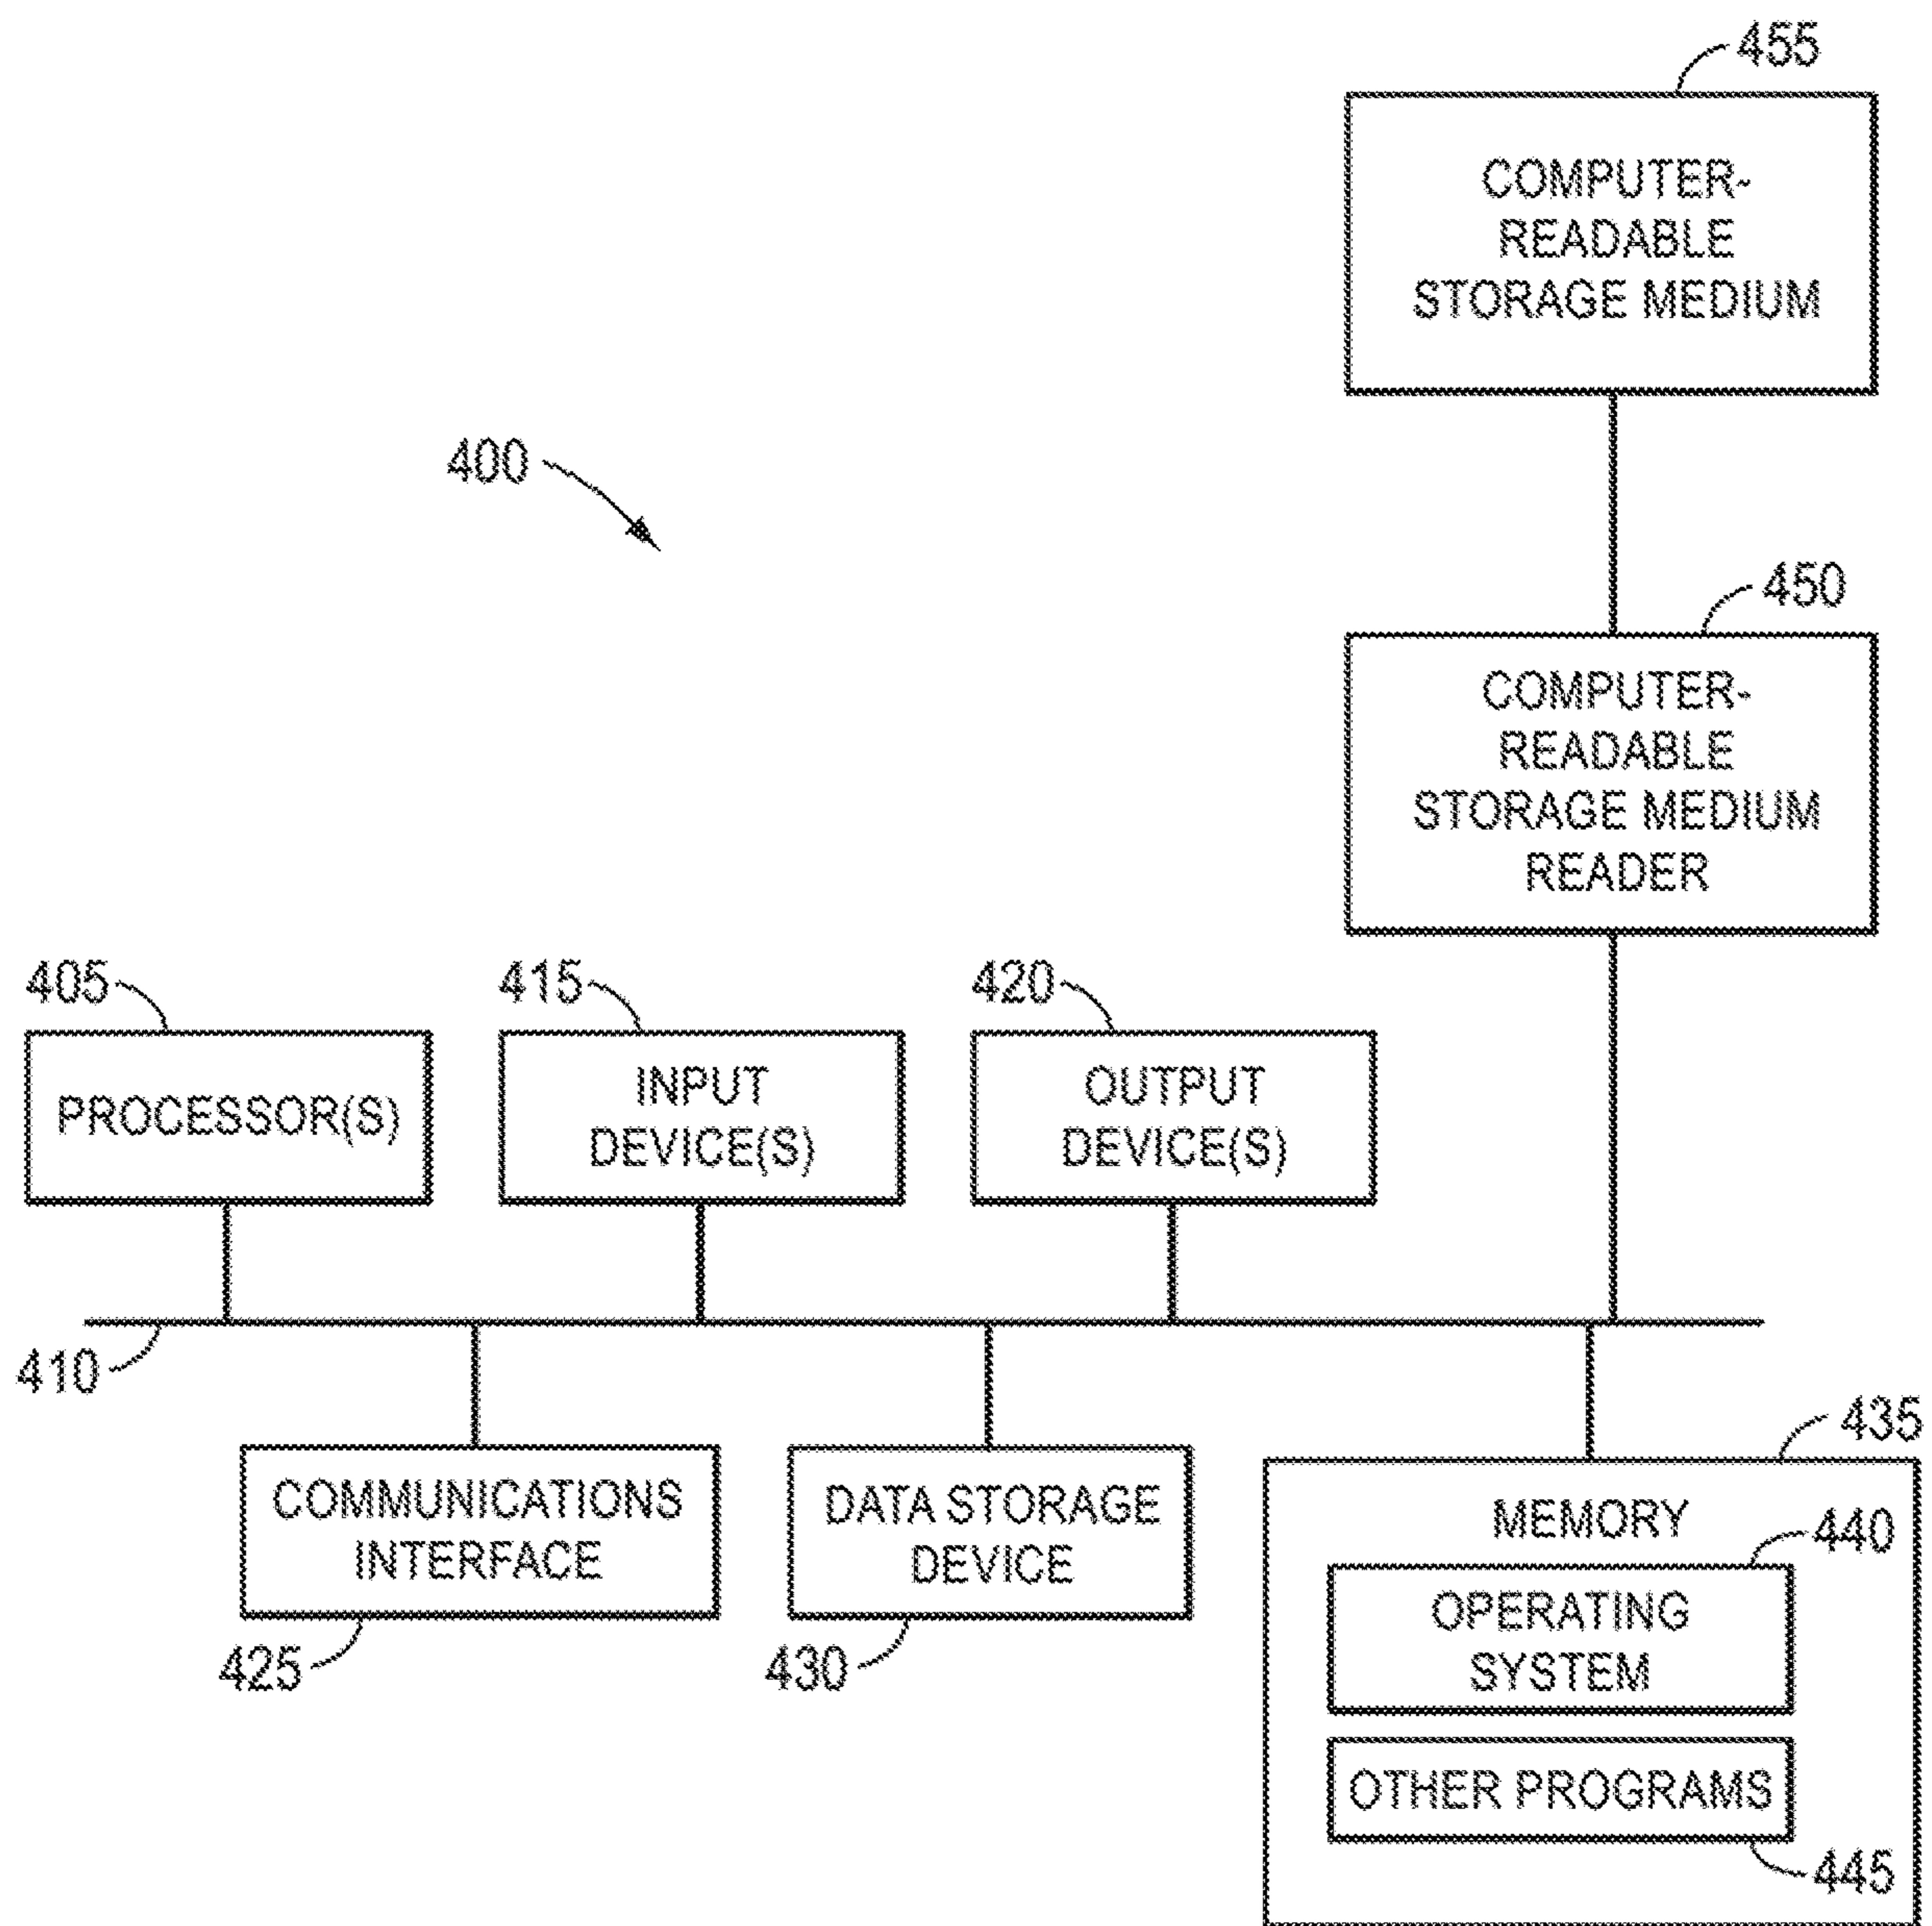 455
COMPUTER-
READABLE
STORAGE MEDIUM
400
450
COMPUTER-
READABLE
STORAGE MEDIUM
READER
405
415
420
PROCESSOR(S)
INPUT
DEVICE(S)
OUTPUT
DEVICE(S)
410
435
COMMUNICATIONS
INTERFACE
DATA STORAGE
DEVICE
MEMORY
440
OPERATING
SYSTEM
425
430
OTHER PROGRAMS
445